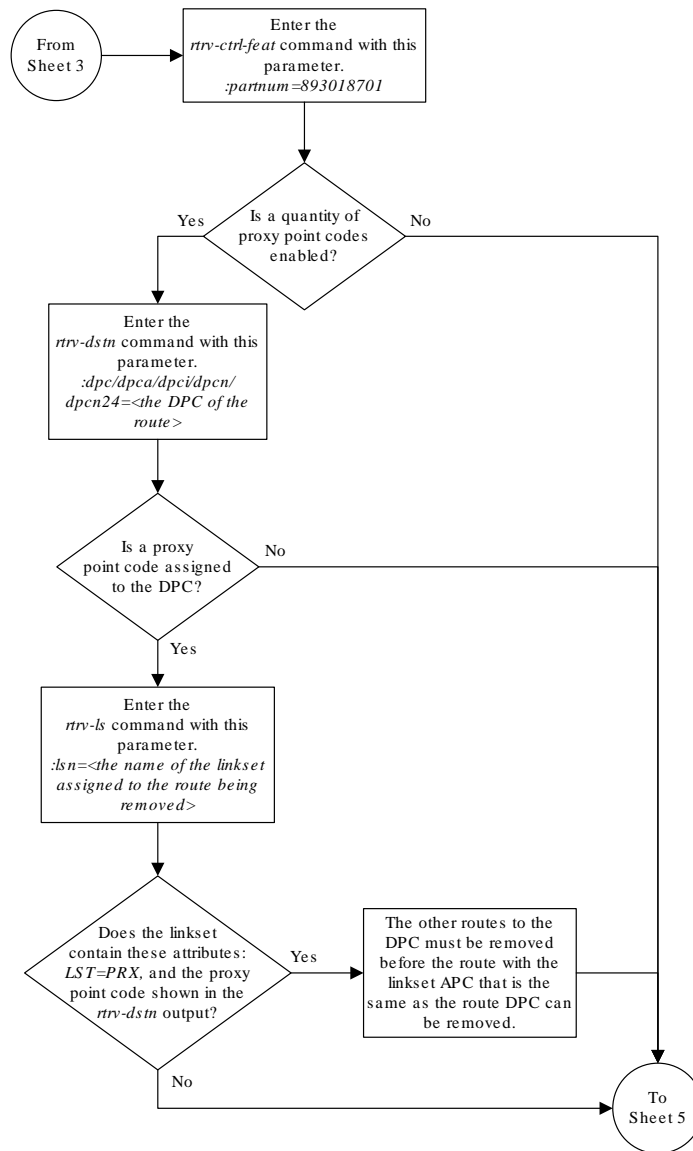 From
Sheet 3
Enter the
rtrv-ctrl-feat command with this
parameter.
:partnum=893018701
Is a quantity of
proxy point codes
enabled?
Yes
No
Enter the
rtrv-dstn command with this
parameter.
:dpc/dpca/dpci/dpcn/
dpcn24=<the DPC of the
route>
Is a proxy
point code assigned
to the DPC?
No
Yes
Enter the
rtrv-ls command with this
parameter.
:lsn=<the name of the linkset
assigned to the route being
removed>
Does the linkset
contain these attributes:
LST=PRX, and the proxy
point code shown in the
rtrv-dstn output?
Yes
No
The other routes to the
DPC must be removed
before the route with the
linkset APC that is the
same as the route DPC can
be removed.
To
Sheet 5